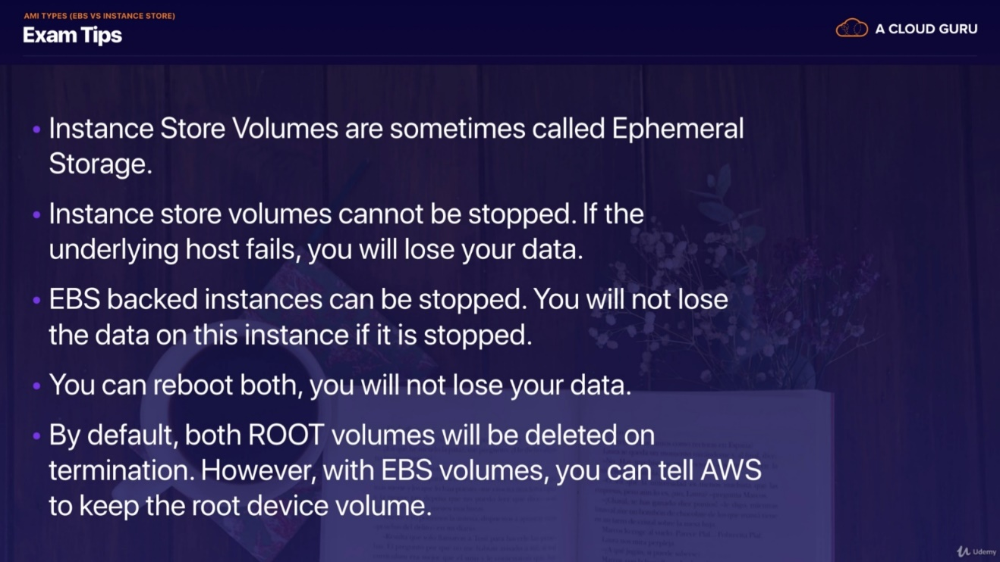 AMI TYPES (EBS VS INSTANCE STORE)
Exam Tips
A CLOUD GURU
• Instance Store Volumes are sometimes called Ephemeral
Storage.
• Instance store volumes cannot be stopped. If the
underlying host fails, you will lose your data.
• EBS backed instances can be stopped. You will not lose
the data on this instance if it is stopped.
• You can reboot both, you will not lose your data.
• By default, both ROOT volumes will be deleted on
termination. However, with EBS volumes, you can tell AWS
to keep the root device volume.
Udemy